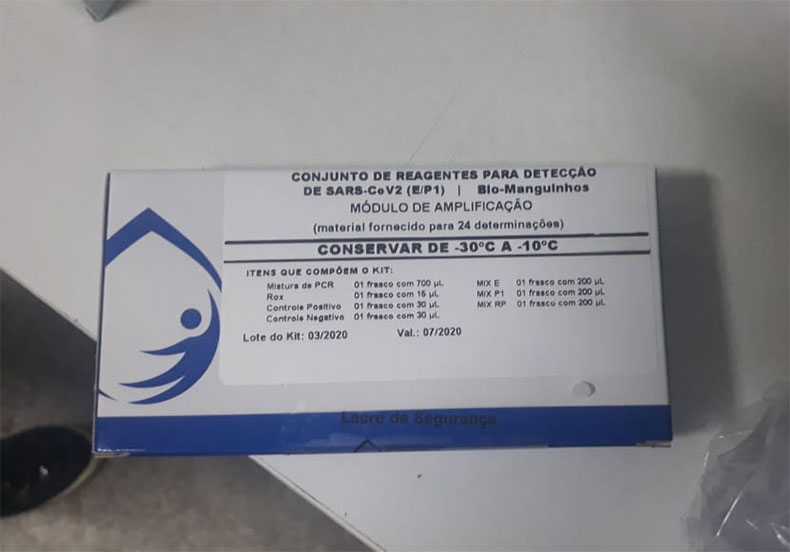 CONJUNTO DE REAGENTES PARA DETECÇÃO
DE SARS-CoV2 (E/P1) | Bio-Manguinhos
MÓDULO DE AMPLIFICAÇÃO
(material fornecido para 24 determinações)
CONSERVAR DE -30ºC A -10ºC
ITENS QUE COMPÕEM O KIT:
Mistura de PCR 01 frasco com 700 µL MIX E 01 frasco com 200 µL
Rox 01 frasco com 15 µL MIX P1 01 frasco com 200 µL
Controle Positivo 01 frasco com 30 µL MIX RP 01 frasco com 200 µL
Controle Negativo 01 frasco com 30 µL
Lote do Kit: 03/2020 Val.: 07/2020
Lacre de Segurança